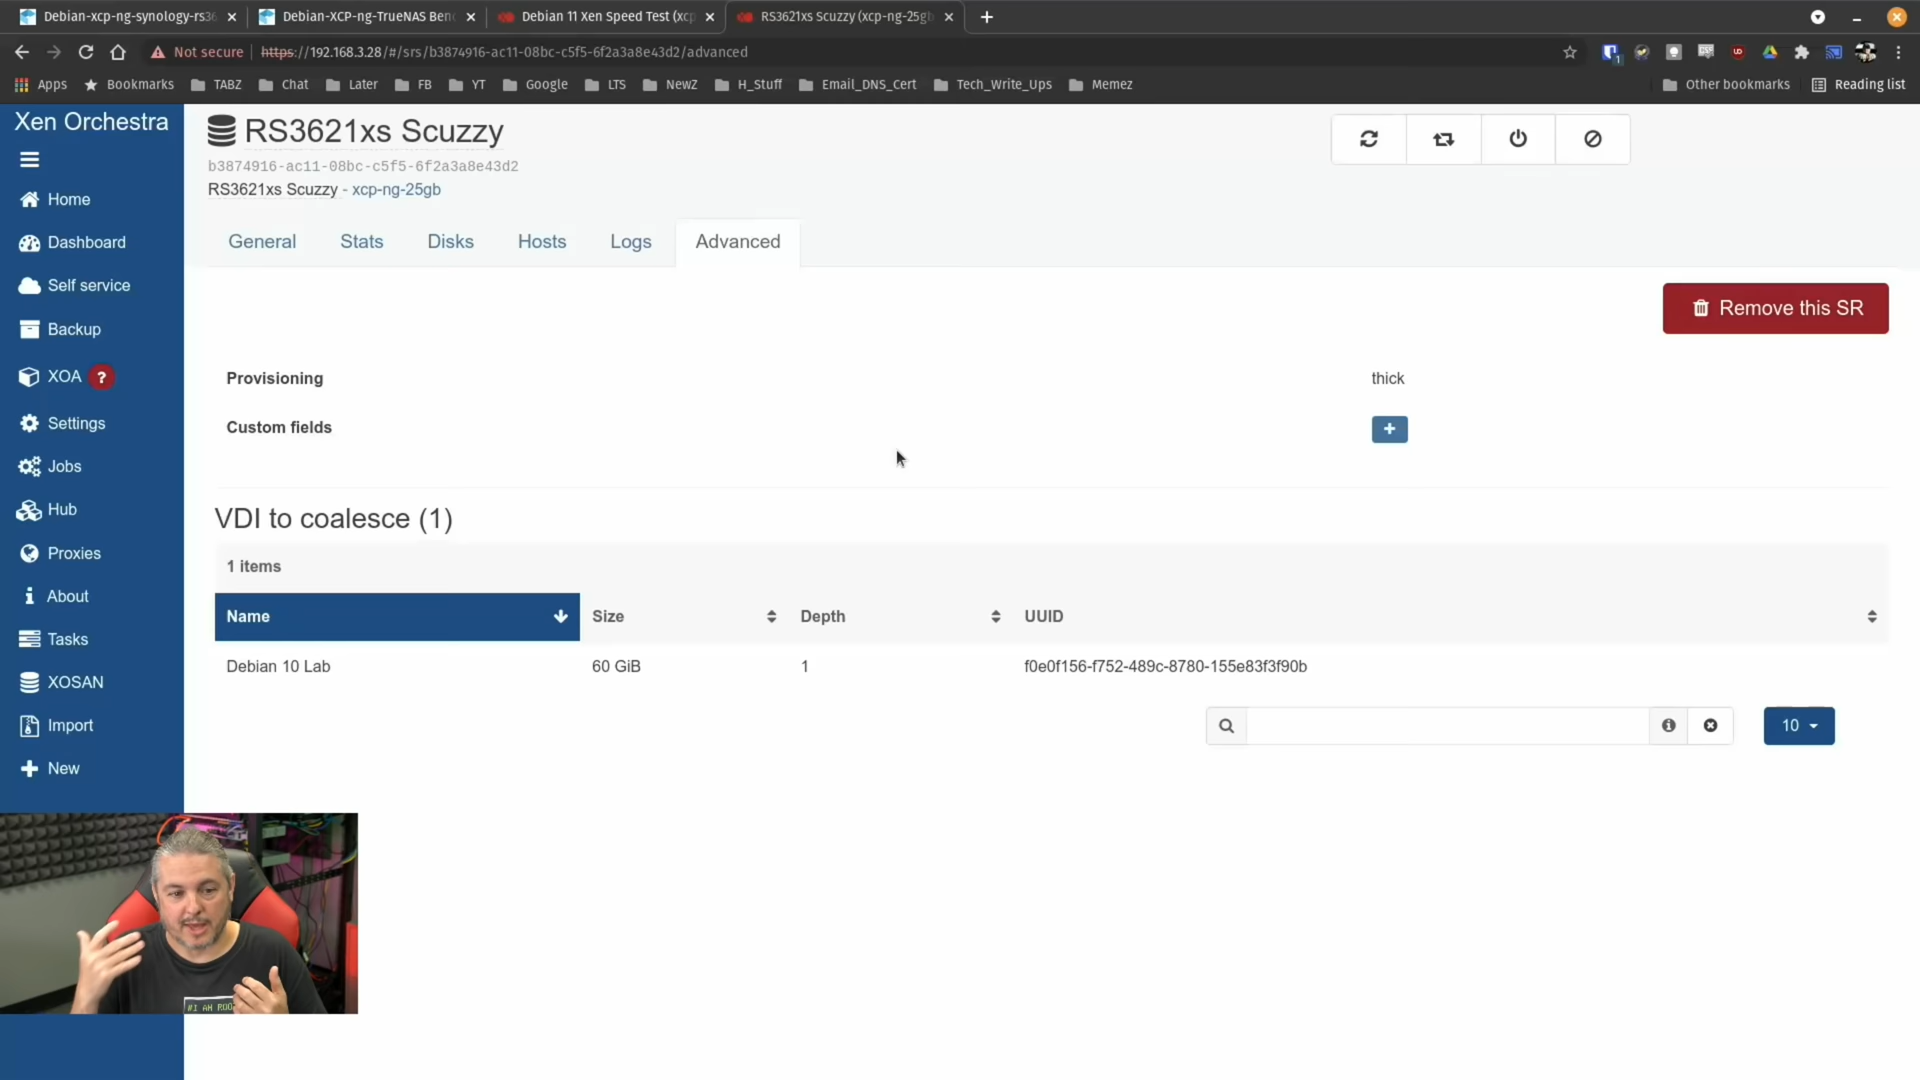 Debian-xcp-ng-synology-rs36
Debian-XCP-ng-TrueNAS Ben
Debian 11 Xen Speed Test (xcp
RS3621xs Scuzzy (xcp-ng-25gb
Not secure
https://192.168.3.28/#/srs/b3874916-ac11-08bc-c5f5-6f2a3a8e43d2/advanced
1
Apps
Bookmarks
TABZ
Chat
Later
FB
YT
Google
LTS
NewZ
H_Stuff
Email_DNS_Cert
Tech_Write_Ups
Memez
Other bookmarks
Reading list
Xen Orchestra
Home
Dashboard
Self service
Backup
XOA ?
Settings
Jobs
Hub
Proxies
About
Tasks
XOSAN
Import
New
RS3621xs Scuzzy
b3874916-ac11-08bc-c5f5-6f2a3a8e43d2
RS3621xs Scuzzy - xcp-ng-25gb
General
Stats
Disks
Hosts
Logs
Advanced
Remove this SR
Provisioning
thick
Custom fields
VDI to coalesce (1)
1 items
Name
Size
Depth
UUID
Debian 10 Lab
60 GiB
1
f0e0f156-f752-489c-8780-155e83f3f90b
10
#I AM ROO